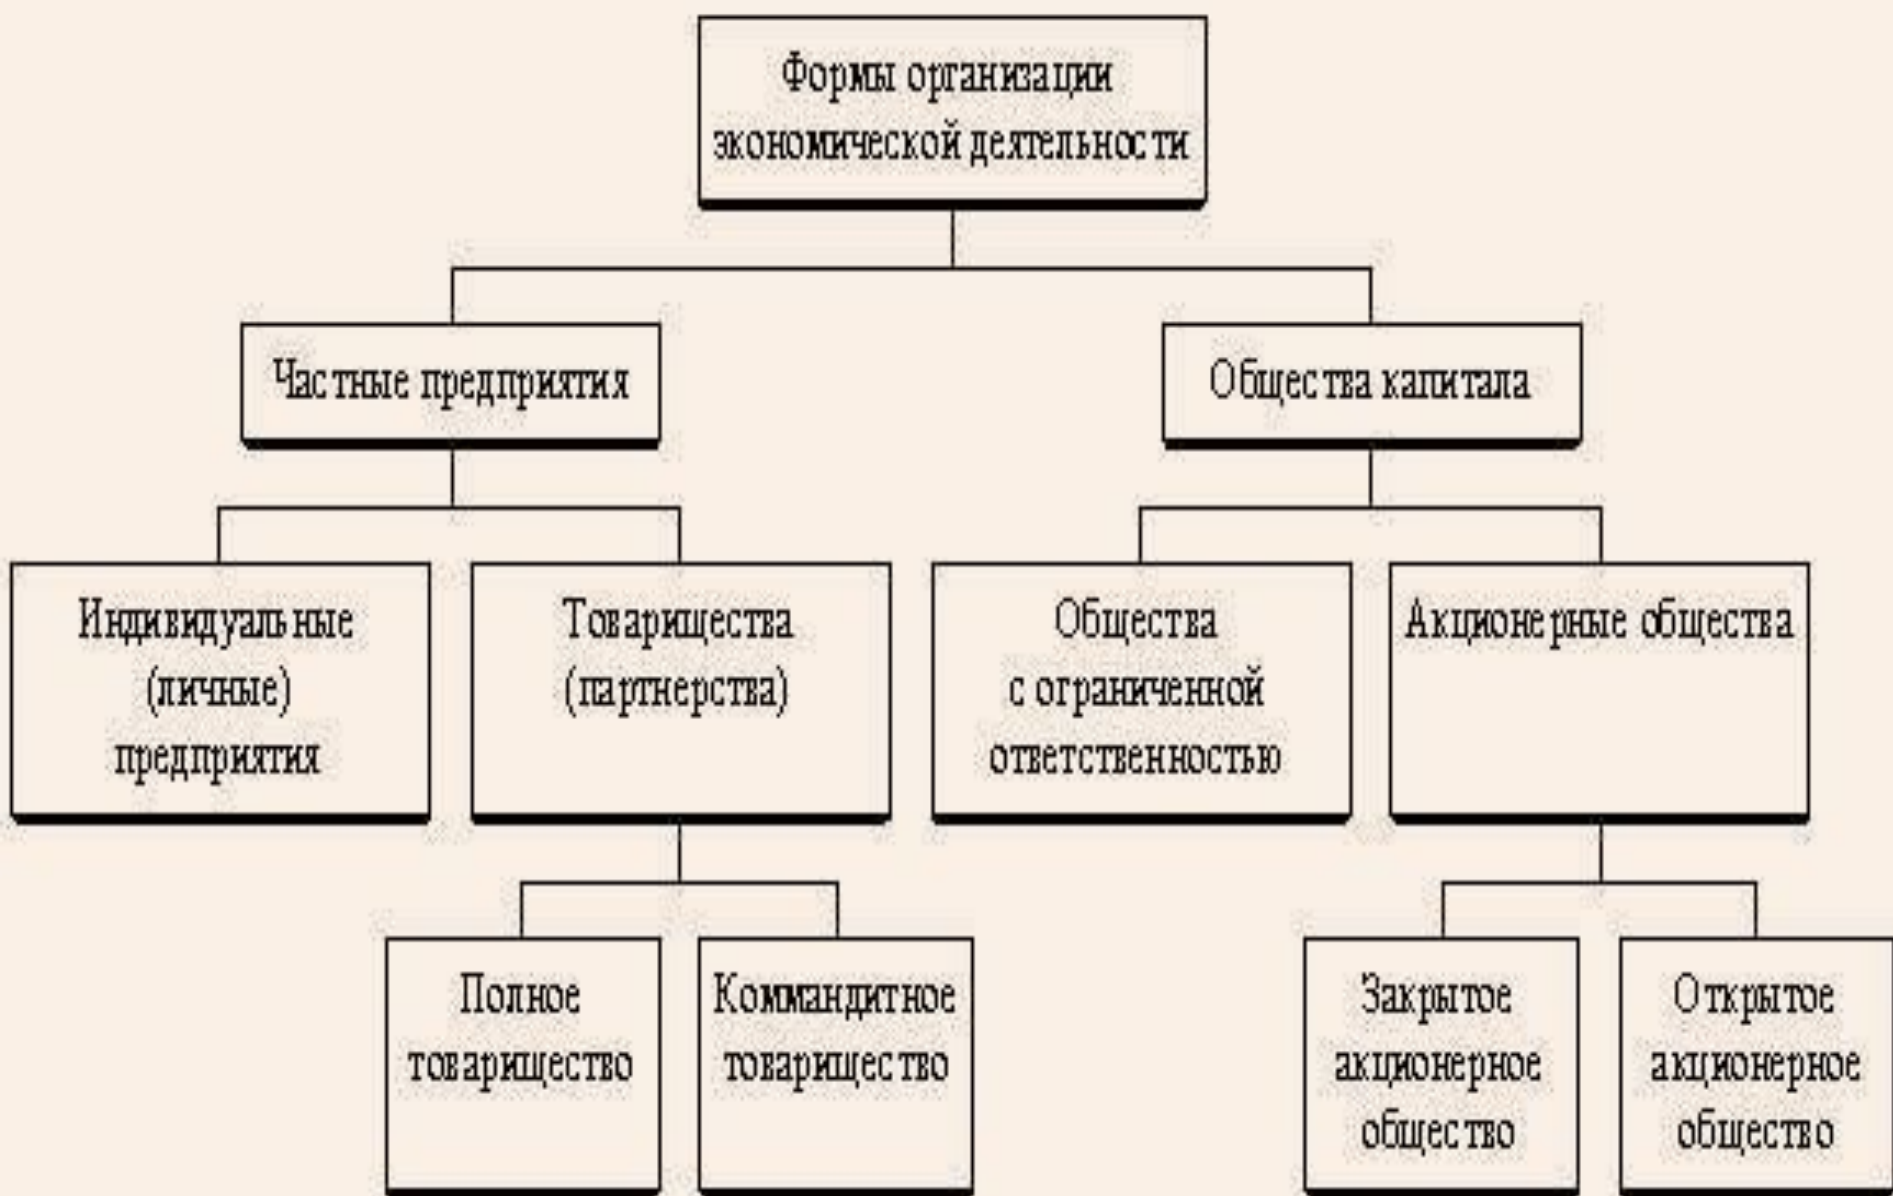 Формы организации
экономической деятельности
Частные предприятия
Общества капитала
Индивидуальные
(личные)
предприятия
Товарищества
(партнерства)
Общества
с ограниченной
ответственностью
Акционерные общества
Полное
товарищество
Коммандитное
товарищество
Закрытое
акционерное
общество
Открытое
акционерное
общество